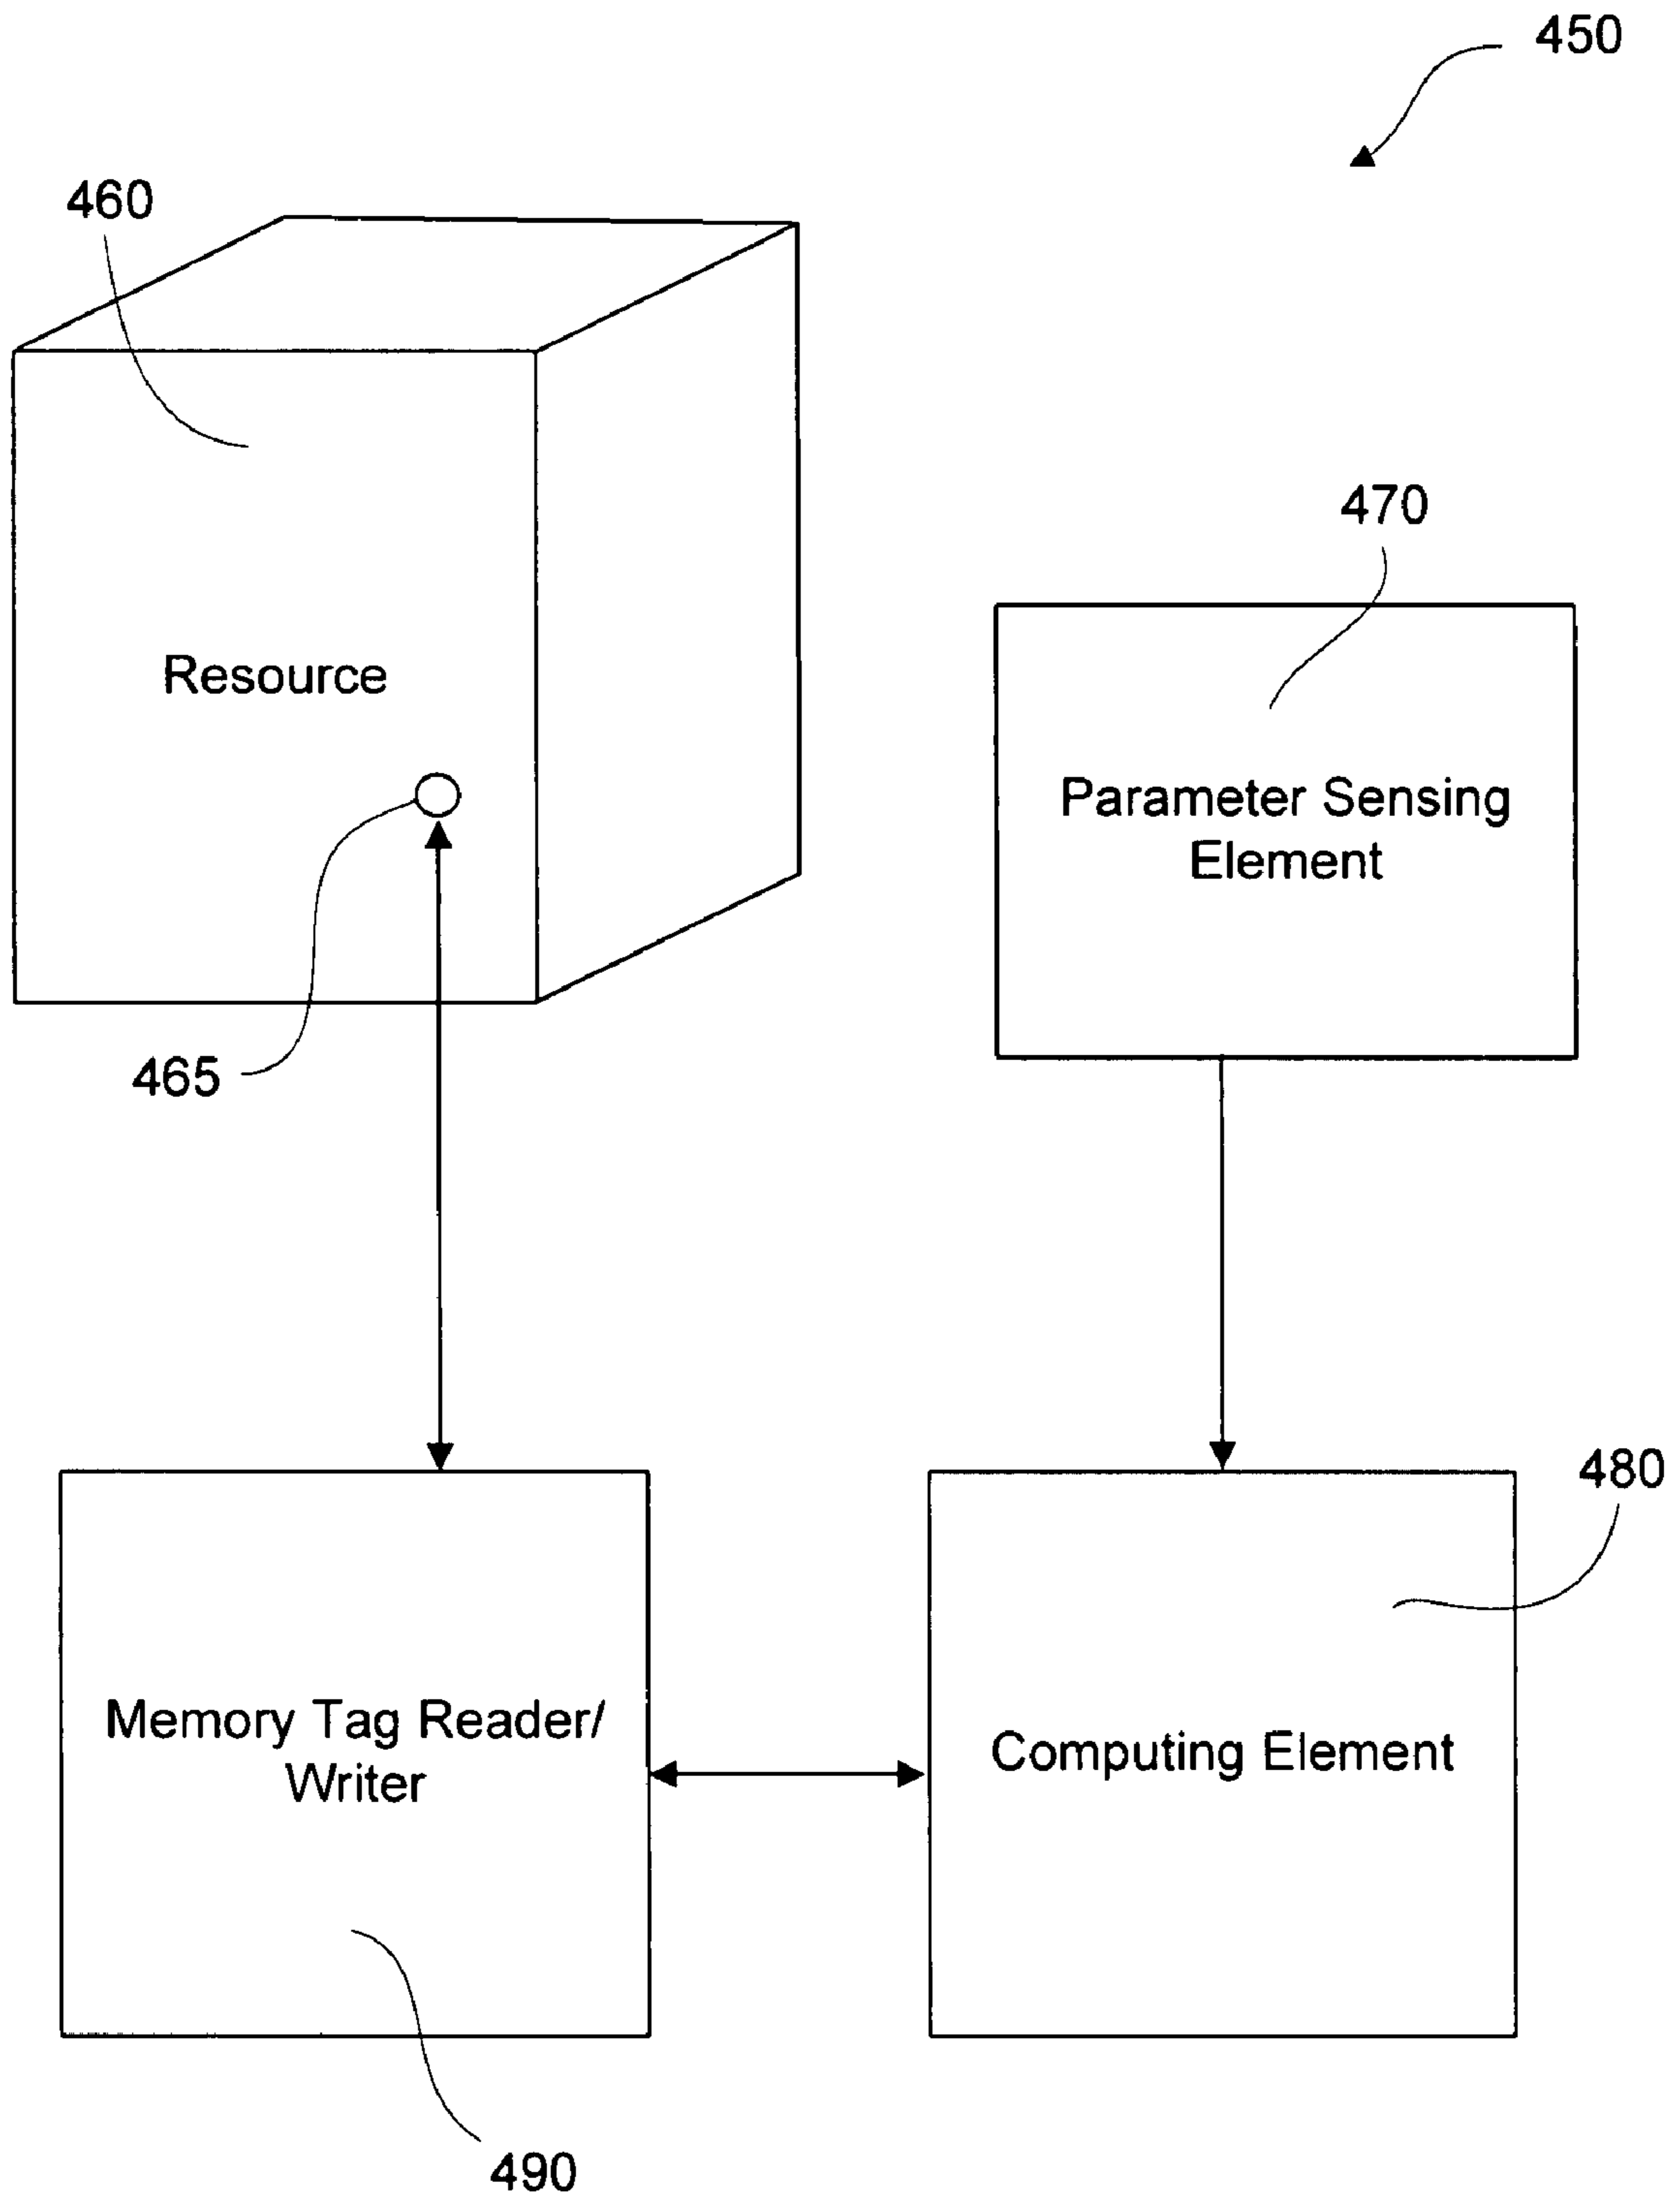 450
460
470
Resource
Parameter Sensing
Element
465
480
Memory Tag Reader/
Writer
Computing Element
490